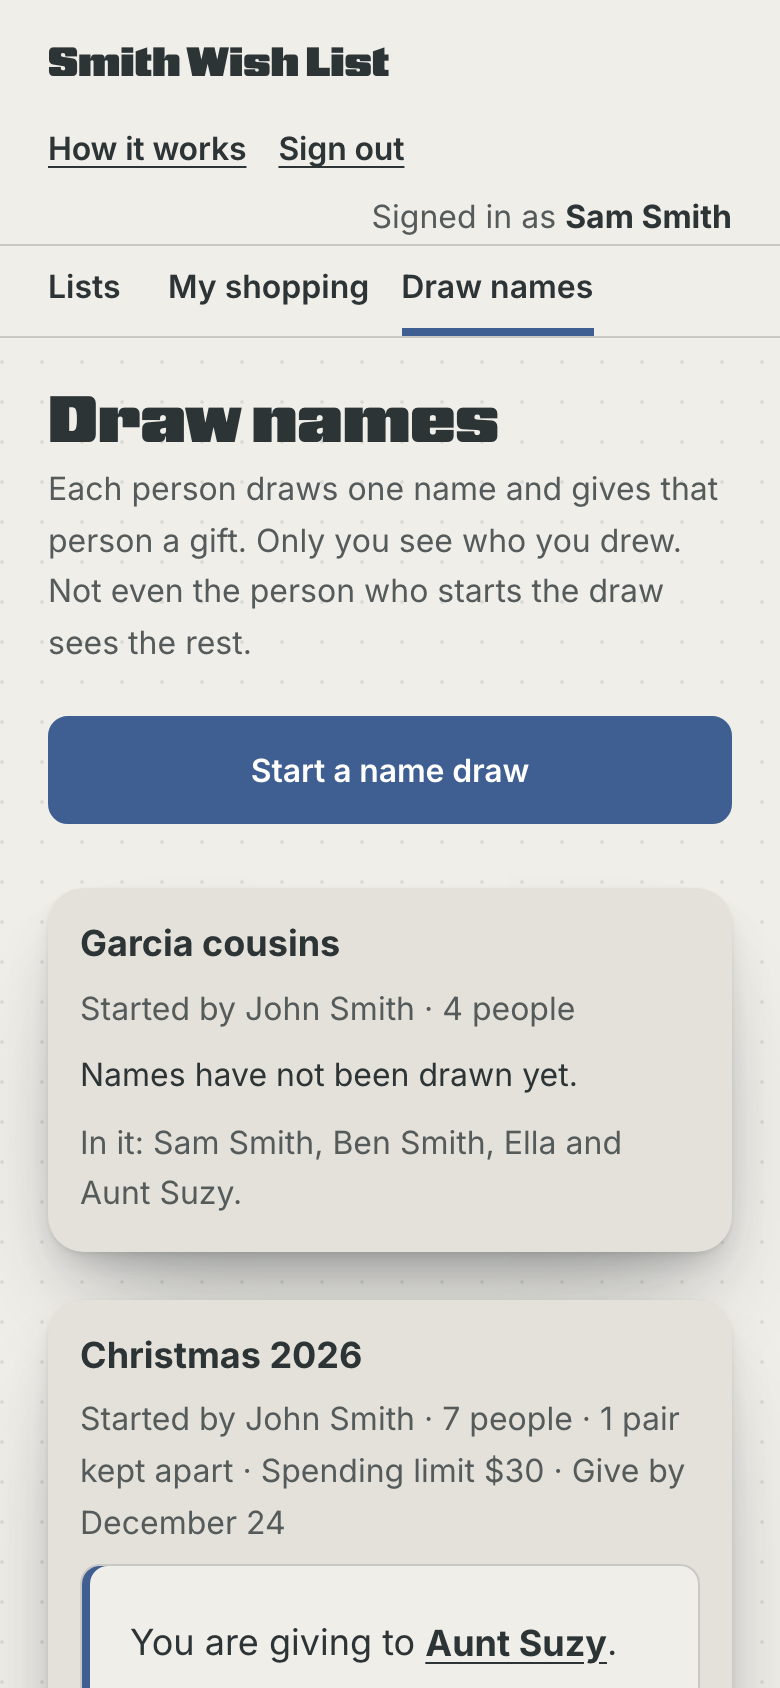 Smith Wish List
How it works Sign out
Signed in as Sam Smith
Lists My shopping Draw names
Draw names
Each person draws one name and gives that
person a gift. Only you see who you drew.
Not even the person who starts the draw
sees the rest.
Start a name draw
Garcia cousins
Started by John Smith · 4 people
Names have not been drawn yet.
In it: Sam Smith, Ben Smith, Ella and
Aunt Suzy.
Christmas 2026
Started by John Smith · 7 people · 1 pair
kept apart · Spending limit $30 · Give by
December 24
You are giving to Aunt Suzy.